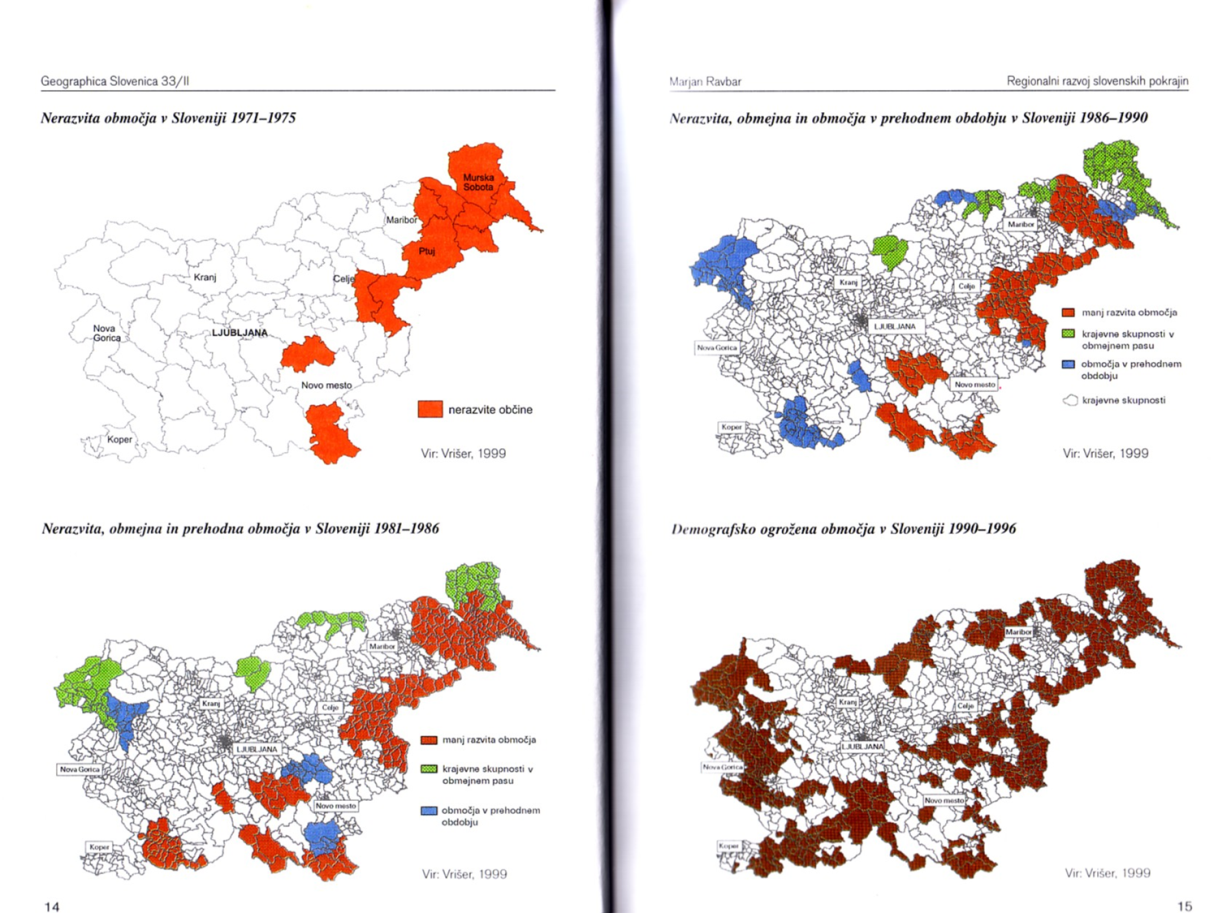 Geographica Slovenica 33/II
Nerazvita območja v Sloveniji 1971–1975
Murska
Sobota
Maribor
Ptuj
Celje
Kranj
Nova
Gorica
LJUBLJANA
Novo mesto
nerazvite občine
Koper
Vir: Vrišer, 1999
Nerazvita, obmejna in prehodna območja v Sloveniji 1981–1986
Maribor
Kranj
Celje
LJUBLJANA
manj razvita območja
Nova Gorica
krajevne skupnosti v
obmejnem pasu
Novo mesto
območja v prehodnem
obdobju
Koper
Vir: Vrišer, 1999
14
Marjan Ravbar
Regionalni razvoj slovenskih pokrajin
Nerazvita, obmejna in območja v prehodnem obdobju v Sloveniji 1986–1990
Maribor
Kranj
Celje
LJUBLJANA
manj razvita območja
krajevne skupnosti v
obmejnem pasu
Nova Gorica
območja v prehodnem
obdobju
Novo mesto
krajevne skupnosti
Koper
Vir: Vrišer, 1999
Demografsko ogrožena območja v Sloveniji 1990–1996
Maribor
Kranj
Celje
LJUBLJANA
Nova Gorica
Novo mesto
Koper
Vir: Vrišer, 1999
15